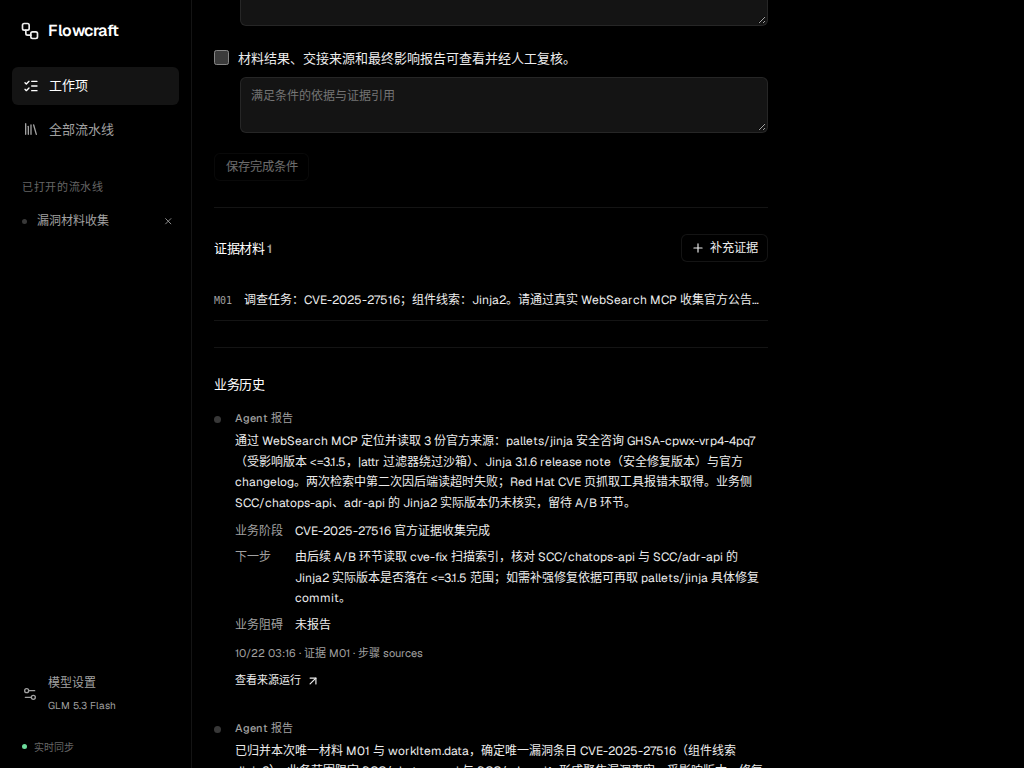 Flowcraft
工作项
全部流水线
已打开的流水线
漏洞材料收集
模型设置
GLM 5.3 Flash
实时同步
材料结果、交接来源和最终影响报告可查看并经人工复核。
满足条件的依据与证据引用
保存完成条件
证据材料 1
补充证据
M01 调查任务：CVE-2025-27516；组件线索：Jinja2。请通过真实 WebSearch MCP 收集官方公告…
业务历史
Agent 报告
通过 WebSearch MCP 定位并读取 3 份官方来源：pallets/jinja 安全咨询 GHSA-cpwx-vrp4-4pq7
（受影响版本 <=3.1.5，|attr 过滤器绕过沙箱）、Jinja 3.1.6 release note（安全修复版本）与官方
changelog。两次检索中第二次因后端读超时失败；Red Hat CVE 页抓取工具报错未取得。业务侧
SCC/chatops-api、adr-api 的 Jinja2 实际版本仍未核实，留待 A/B 环节。
业务阶段 CVE-2025-27516 官方证据收集完成
下一步 由后续 A/B 环节读取 cve-fix 扫描索引，核对 SCC/chatops-api 与 SCC/adr-api 的
Jinja2 实际版本是否落在 <=3.1.5 范围；如需补强修复依据可再取 pallets/jinja 具体修复
commit。
业务阻碍 未报告
10/22 03:16 · 证据 M01 · 步骤 sources
查看来源运行
Agent 报告
已归并本次唯一材料 M01 与 workItem.data，确定唯一漏洞条目 CVE-2025-27516（组件线索